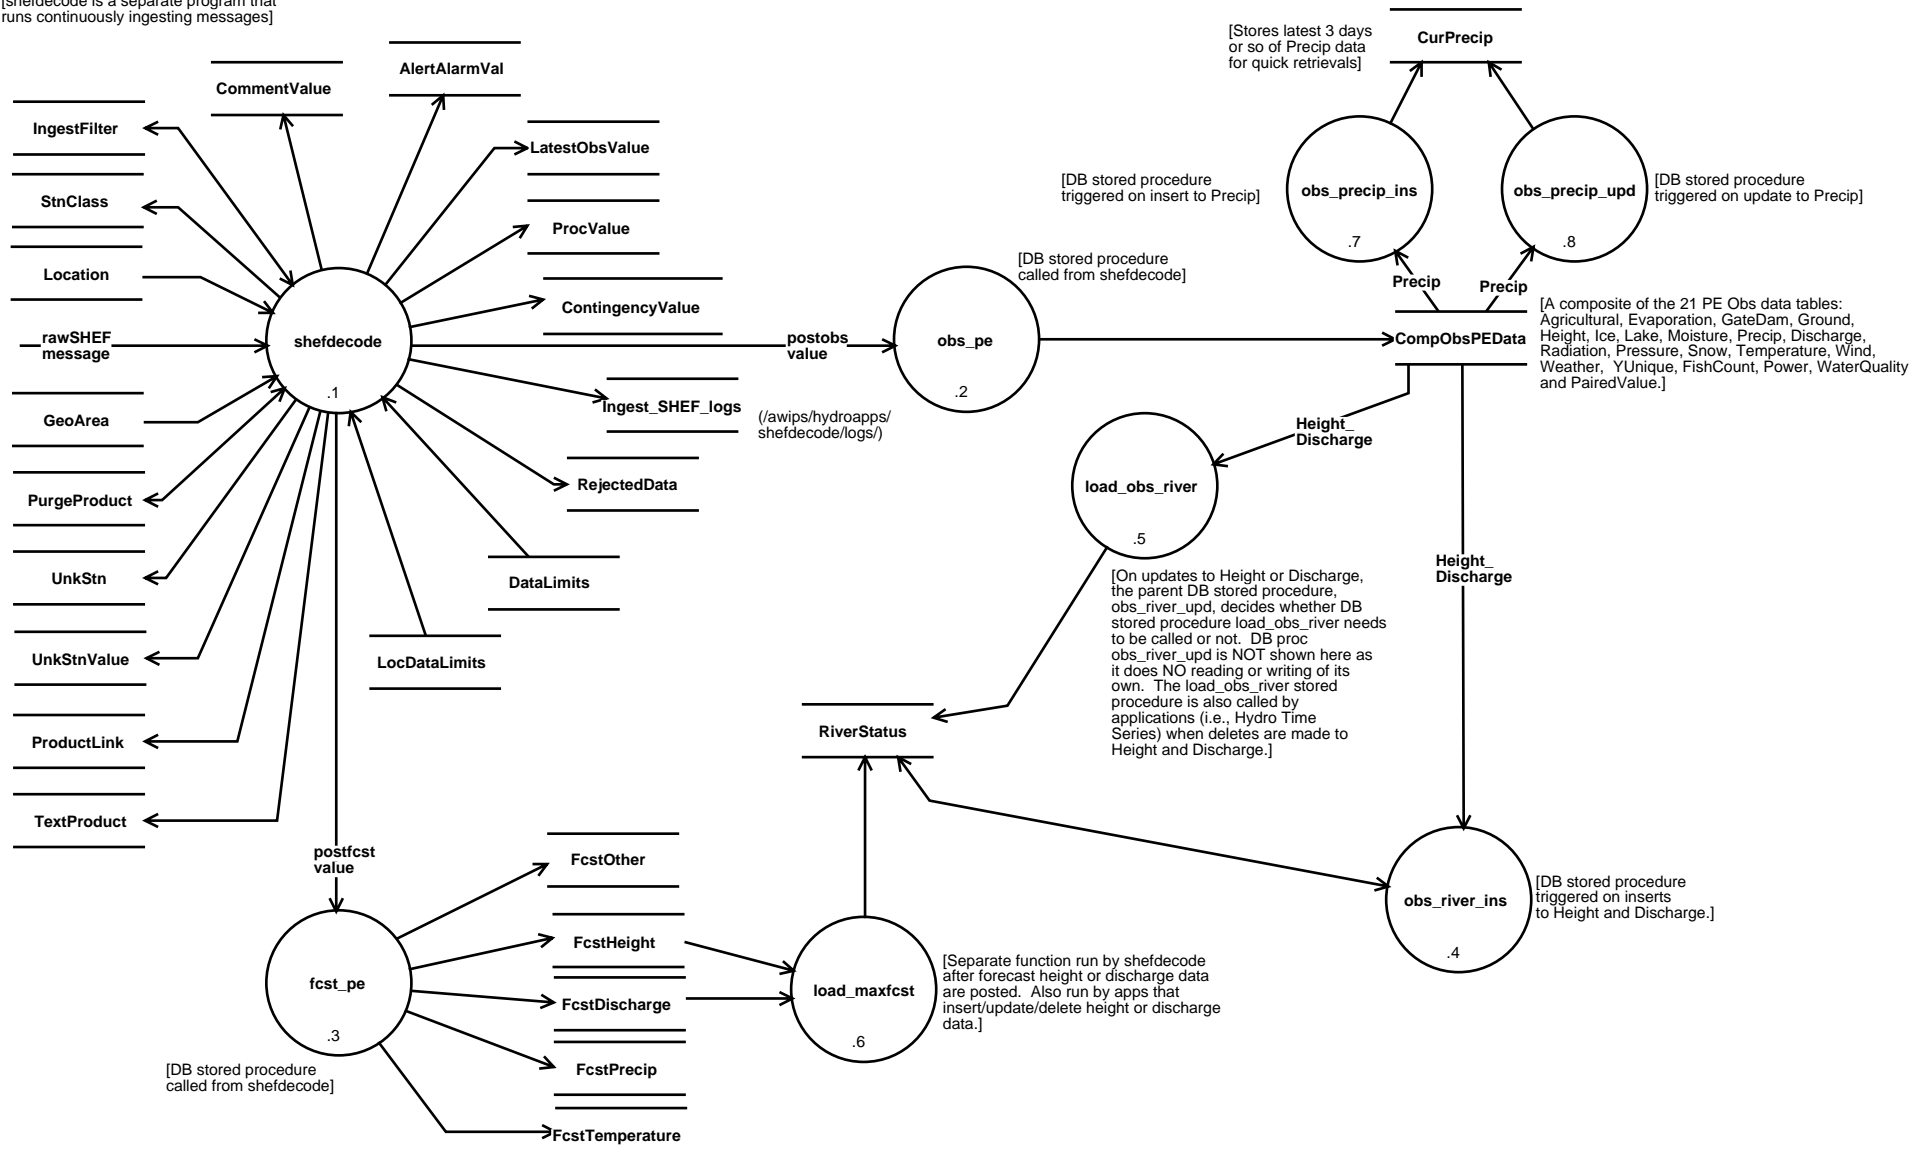 [shefdecode is a separate program that
runs continuously ingesting messages]
CommentValue
AlertAlarmVal
IngestFilter
LatestObsValue
StnClass
ProcValue
Location
ContingencyValue
rawSHEF
message
shefdecode
.1
postobs
value
GeoArea
Ingest_SHEF_logs
(/awips/hydroapps/
shefdecode/logs/)
PurgeProduct
RejectedData
UnkStn
DataLimits
UnkStnValue
LocDataLimits
ProductLink
TextProduct
postfcst
value
[Stores latest 3 days
or so of Precip data
for quick retrievals]
CurPrecip
[DB stored procedure
triggered on insert to Precip]
obs_precip_ins
.7
obs_precip_upd
.8
[DB stored procedure
triggered on update to Precip]
[DB stored procedure
called from shefdecode]
obs_pe
.2
Precip
Precip
CompObsPEData
[A composite of the 21 PE Obs data tables:
Agricultural, Evaporation, GateDam, Ground,
Height, Ice, Lake, Moisture, Precip, Discharge,
Radiation, Pressure, Snow, Temperature, Wind,
Weather, YUnique, FishCount, Power, WaterQuality
and PairedValue.]
Height_
Discharge
load_obs_river
.5
[On updates to Height or Discharge,
the parent DB stored procedure,
obs_river_upd, decides whether DB
stored procedure load_obs_river needs
to be called or not. DB proc
obs_river_upd is NOT shown here as
it does NO reading or writing of its
own. The load_obs_river stored
procedure is also called by
applications (i.e., Hydro Time
Series) when deletes are made to
Height and Discharge.]
Height_
Discharge
RiverStatus
obs_river_ins
.4
[DB stored procedure
triggered on inserts
to Height and Discharge.]
fcst_pe
.3
[DB stored procedure
called from shefdecode]
FcstOther
FcstHeight
FcstDischarge
FcstPrecip
FcstTemperature
load_maxfcst
.6
[Separate function run by shefdecode
after forecast height or discharge data
are posted. Also run by apps that
insert/update/delete height or discharge
data.]